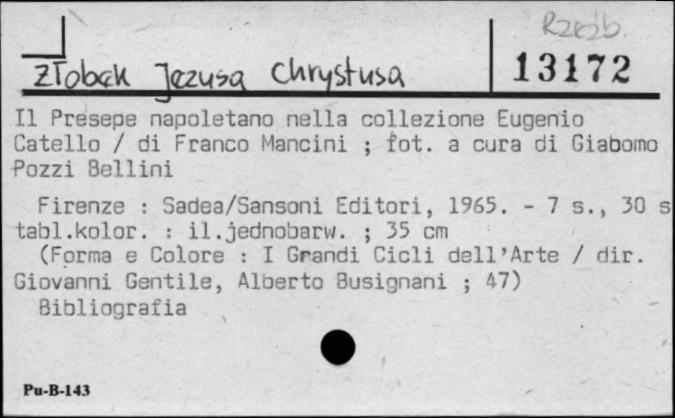 Rzeźb.
Żłobek Jezusa Chrystusa
13172
Il Presepe napoletano nella collezione Eugenio
Catello / di Franco Mancini ; fot. a cura di Giabomo
Pozzi Bellini
Firenze : Sadea/Sansoni Editori, 1965. - 7 s., 30 s
tabl.kolor. : il.jednobarw. ; 35 cm
(Forma e Colore : I Grandi Cicli dell'Arte / dir.
Giovanni Gentile, Alberto Busignani ; 47)
Bibliografia
Pu-B-143